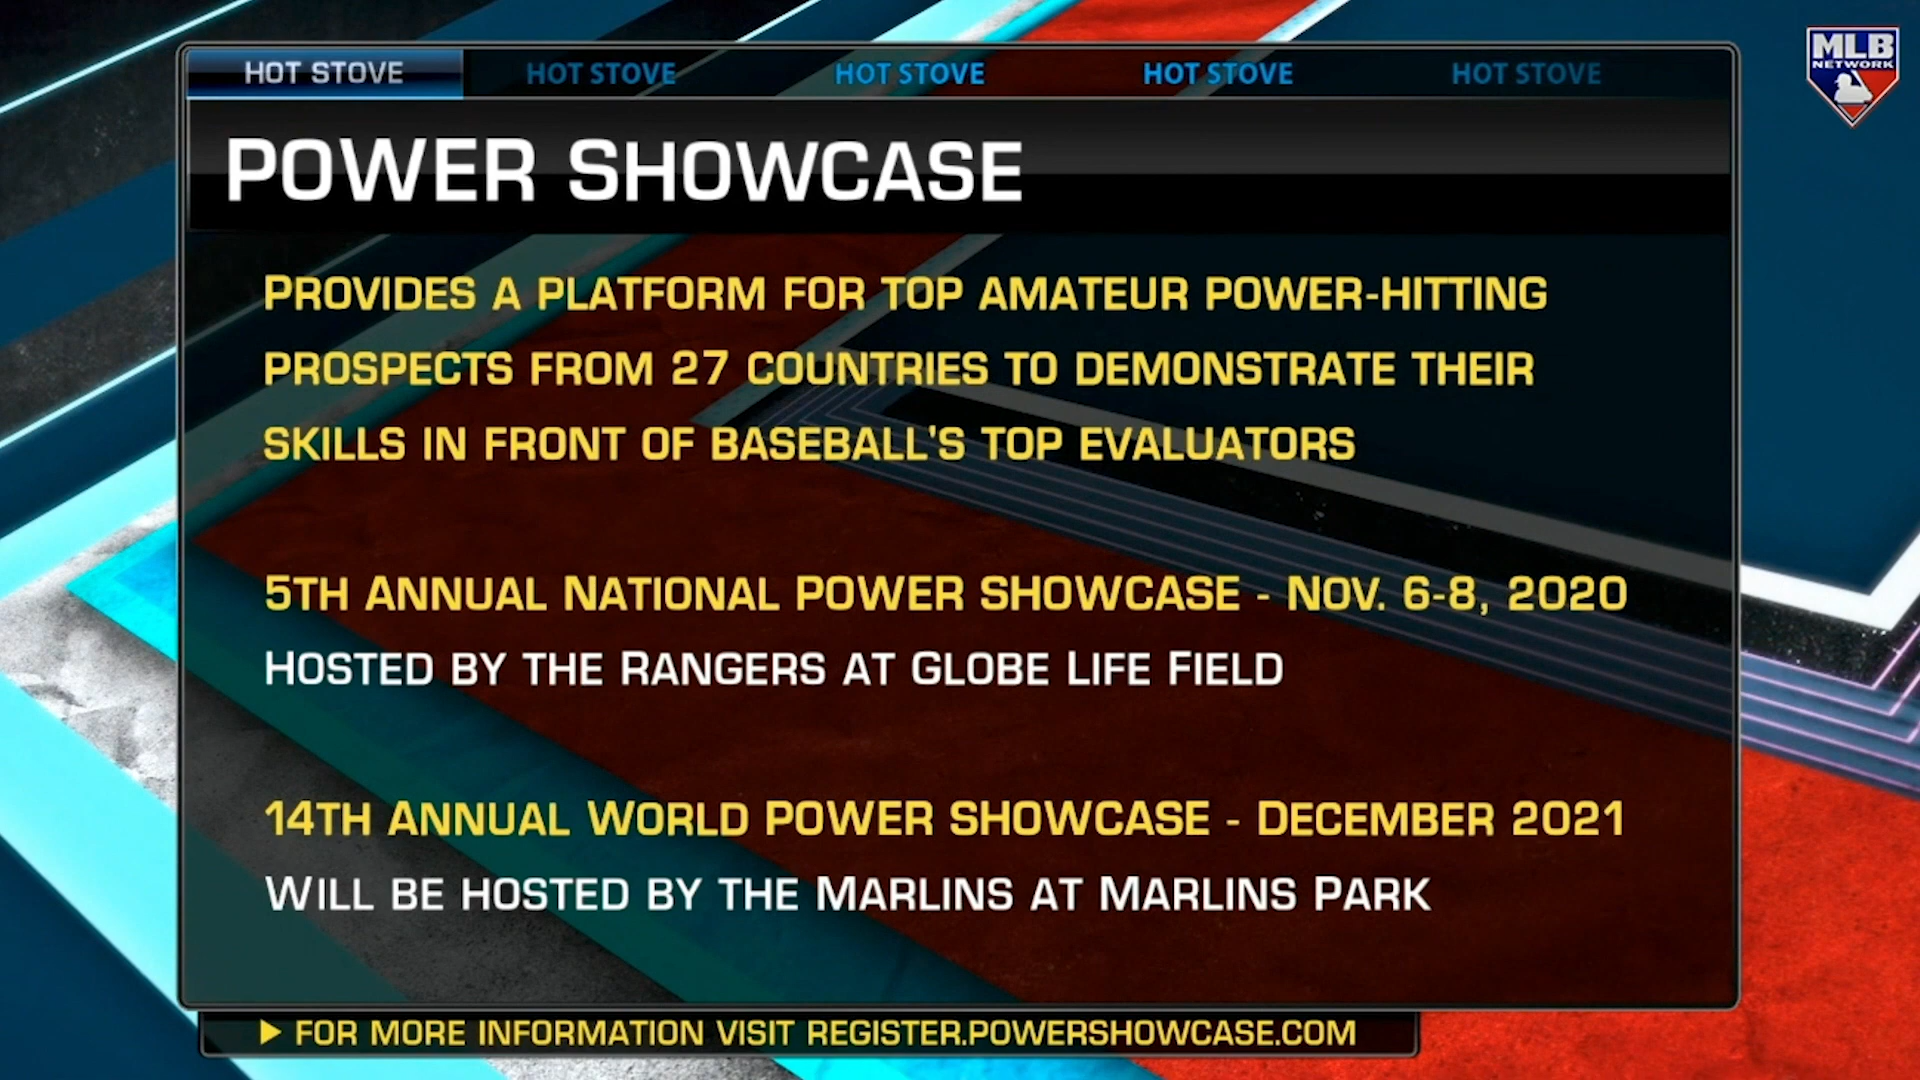 HOT STOVE HOT STOVE HOT STOVE HOT STOVE HOT STOVE
MLB
NETWORK
POWER SHOWCASE
PROVIDES A PLATFORM FOR TOP AMATEUR POWER-HITTING
PROSPECTS FROM 27 COUNTRIES TO DEMONSTRATE THEIR
SKILLS IN FRONT OF BASEBALL'S TOP EVALUATORS
5TH ANNUAL NATIONAL POWER SHOWCASE - NOV. 6-8, 2020
HOSTED BY THE RANGERS AT GLOBE LIFE FIELD
14TH ANNUAL WORLD POWER SHOWCASE - DECEMBER 2021
WILL BE HOSTED BY THE MARLINS AT MARLINS PARK
FOR MORE INFORMATION VISIT REGISTER.POWERSHOWCASE.COM